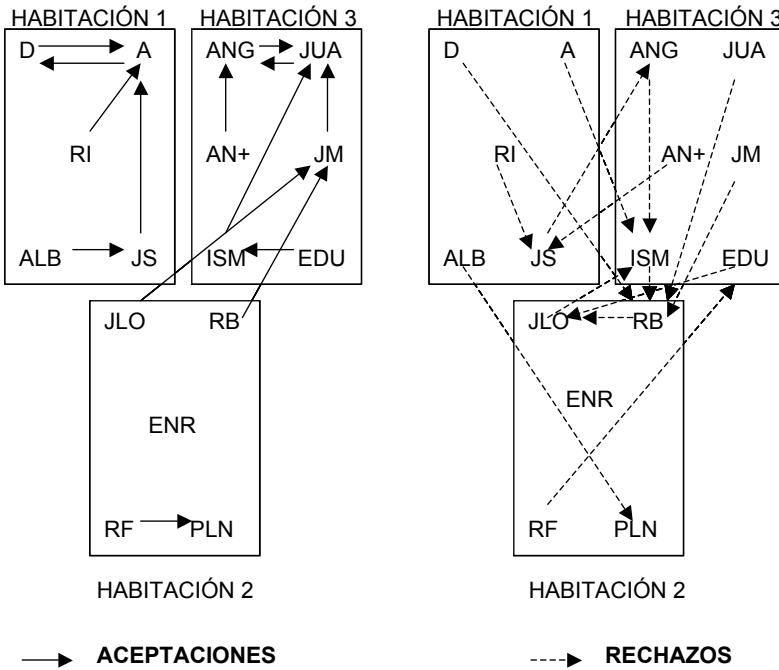 HABITACIÓN 1 HABITACIÓN 3
D A ANG JUA
RI AN+ JM
ALB JS ISM EDU
JLO RB
ENR
RF PLN
HABITACIÓN 2
ACEPTACIONES
HABITACIÓN 1 HABITACIÓN 3
D A ANG JUA
RI AN+ JM
ALB JS ISM EDU
JLO RB
ENR
RF PLN
HABITACIÓN 2
RECHAZOS